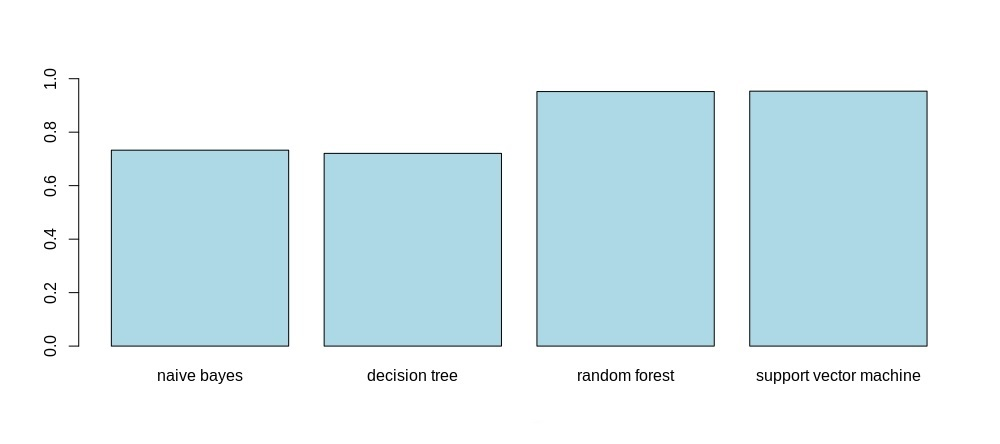 1.0
0.8
0.6
0.4
0.2
0.0
naive bayes
decision tree
random forest
support vector machine